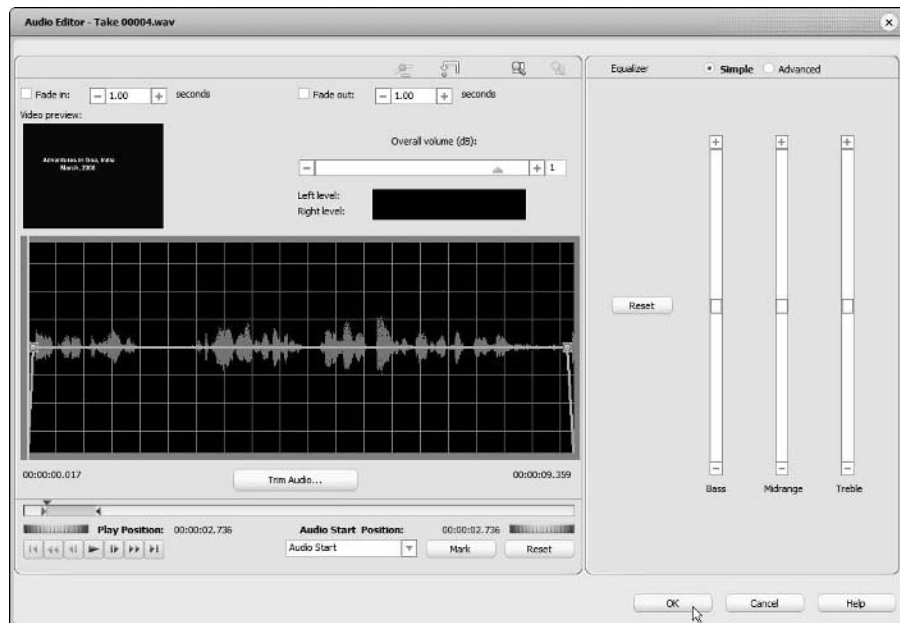 Audio Editor - Take 00004.wav
Equalizer Simple Advanced
Fade in: 1.00 seconds Fade out: 1.00 seconds
Video preview:
Adventures in Goa, India
March, 2006
Overall volume (dB):
1
Left level:
Right level:
Reset
00:00:00.017 Trim Audio... 00:00:09.359
Bass Midrange Treble
Play Position: 00:00:02.736 Audio Start Position: 00:00:02.736
Audio Start Mark Reset
OK Cancel Help